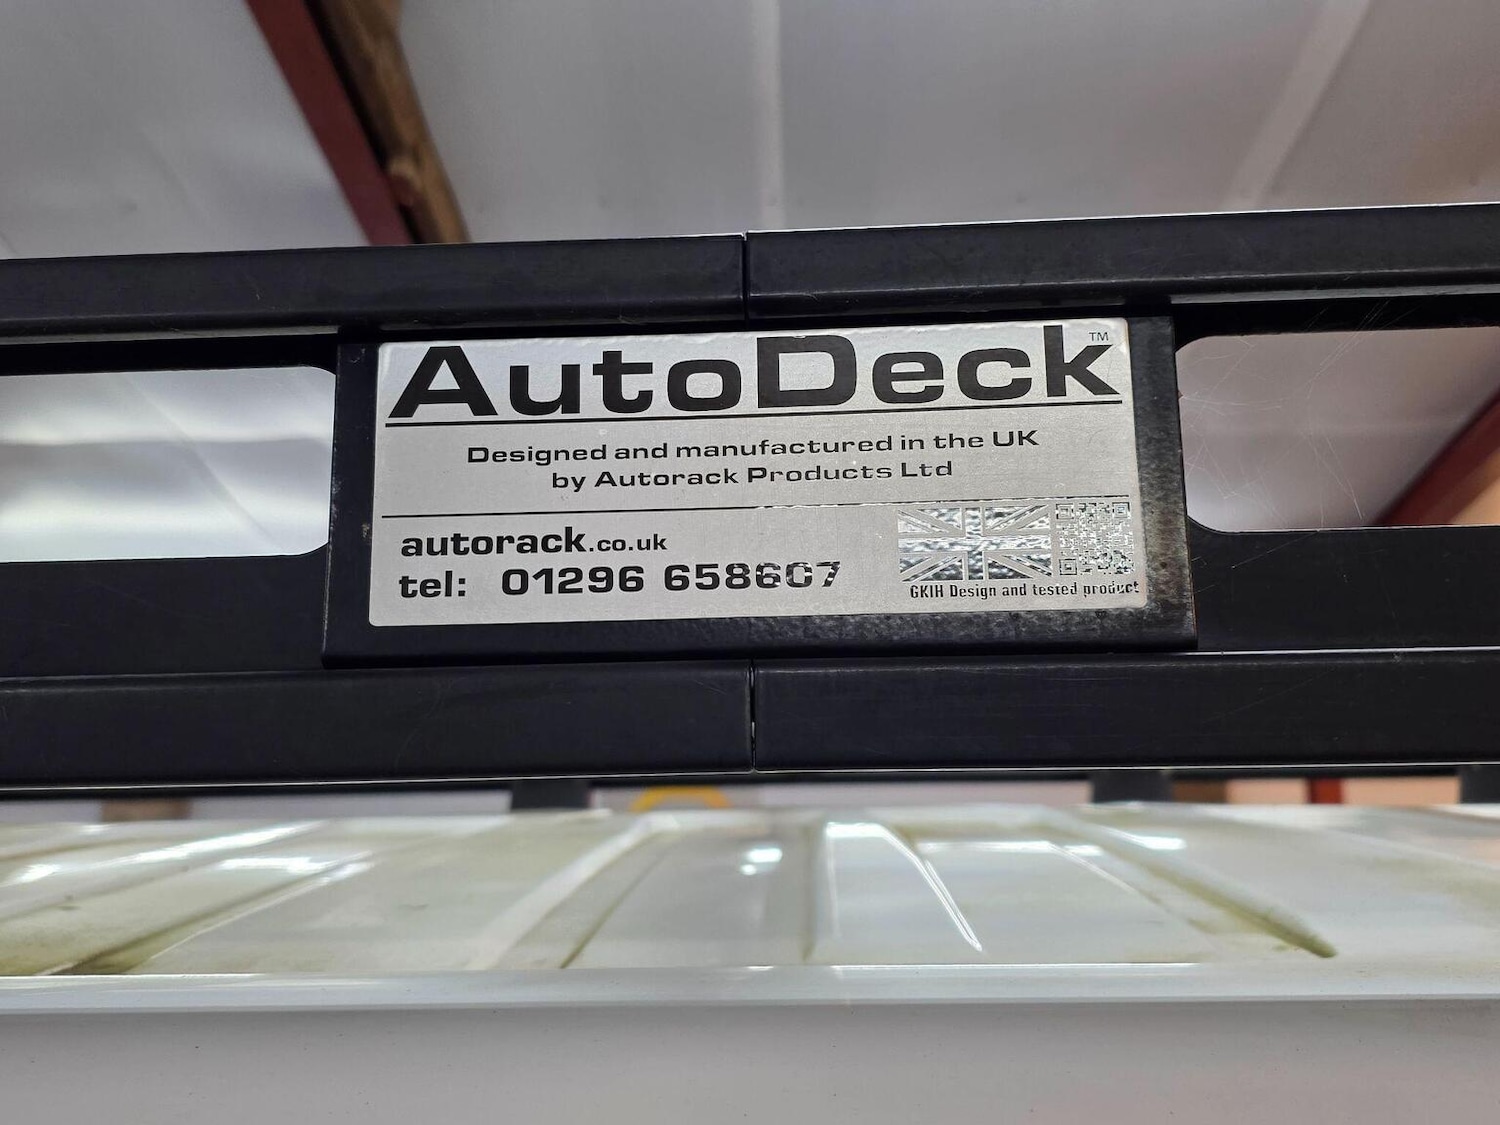 AutoDeck™
Designed and manufactured in the UK
by Autorack Products Ltd
autorack.co.uk
tel: 01296 658607
GKIH Design and tested product